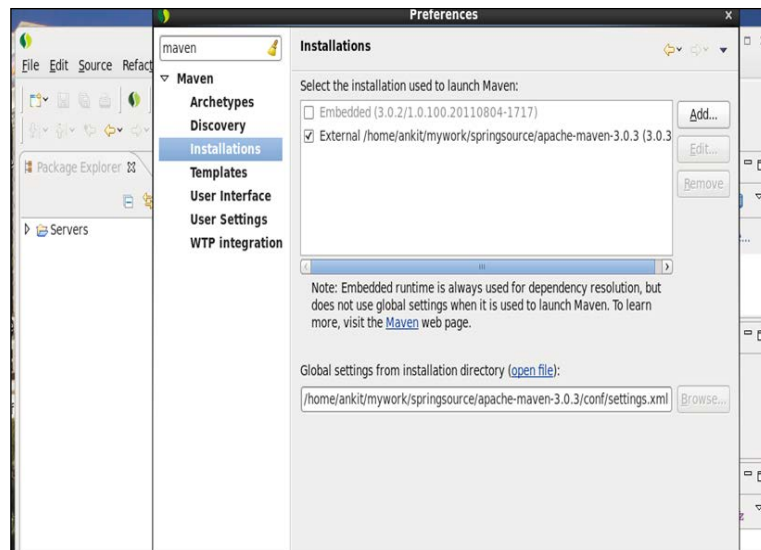 Preferences
x
File Edit Source Refact
Package Explorer
Servers
maven
Maven
Archetypes
Discovery
Installations
Templates
User Interface
User Settings
WTP integration
Installations
Select the installation used to launch Maven:
Embedded (3.0.2/1.0.100.20110804-1717)
External /home/ankit/mywork/springsource/apache-maven-3.0.3 (3.0.3
Add...
Edit...
Remove
Note: Embedded runtime is always used for dependency resolution, but
does not use global settings when it is used to launch Maven. To learn
more, visit the Maven web page.
Global settings from installation directory (open file):
/home/ankit/mywork/springsource/apache-maven-3.0.3/conf/settings.xml
Browse...